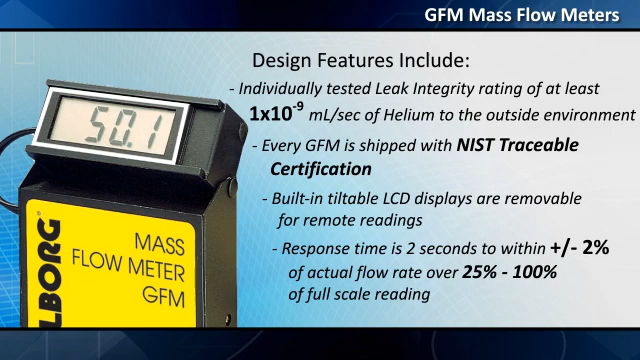 GFM Mass Flow Meters
Design Features Include:
- Individually tested Leak Integrity rating of at least
1x10⁻⁹ mL/sec of Helium to the outside environment
- Every GFM is shipped with NIST Traceable
Certification
- Built-in tiltable LCD displays are removable
for remote readings
- Response time is 2 seconds to within +/- 2%
of actual flow rate over 25% - 100%
of full scale reading
50.1
LBORG®
MASS
FLOW METER
GFM